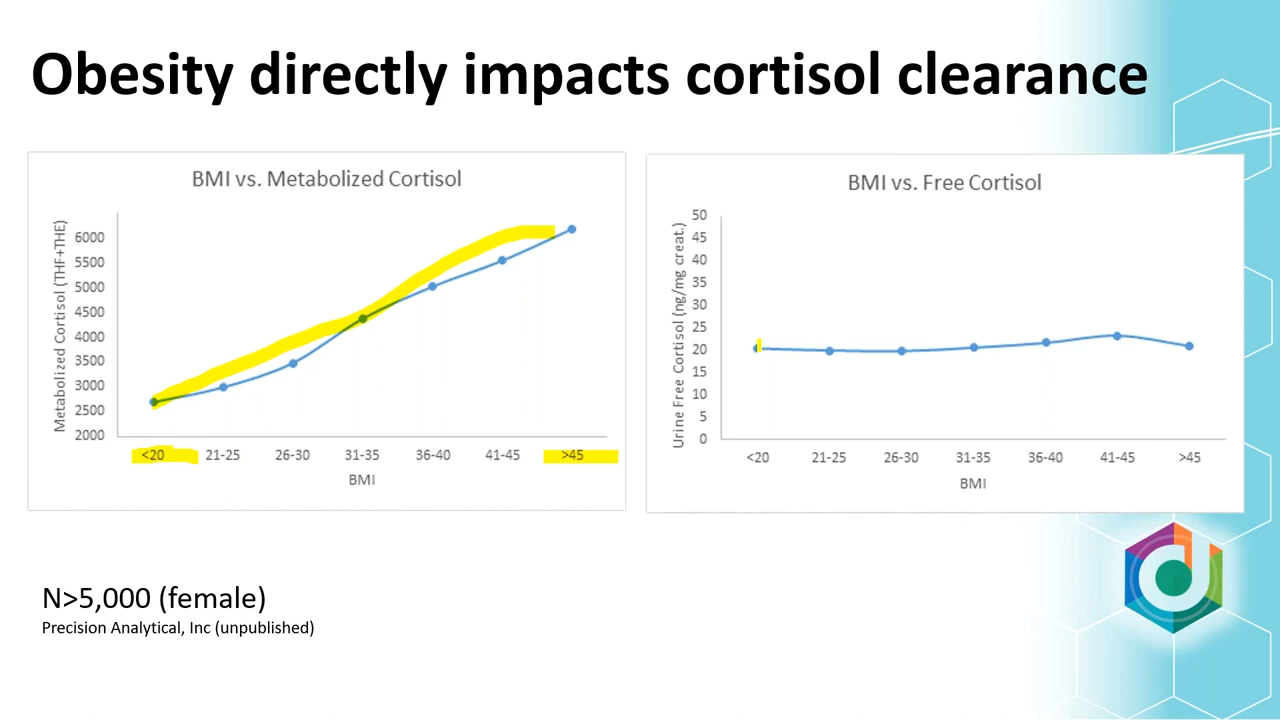 Obesity directly impacts cortisol clearance
BMI vs. Metabolized Cortisol
Metabolized Cortisol (THF+THE)
6000
5500
5000
4500
4000
3500
3000
2500
2000
<20 21-25 26-30 31-35 36-40 41-45 >45
BMI
BMI vs. Free Cortisol
Urine Free Cortisol (ng/mg creat.)
50
45
40
35
30
25
20
15
10
5
0
<20 21-25 26-30 31-35 36-40 41-45 >45
BMI
N>5,000 (female)
Precision Analytical, Inc (unpublished)
d